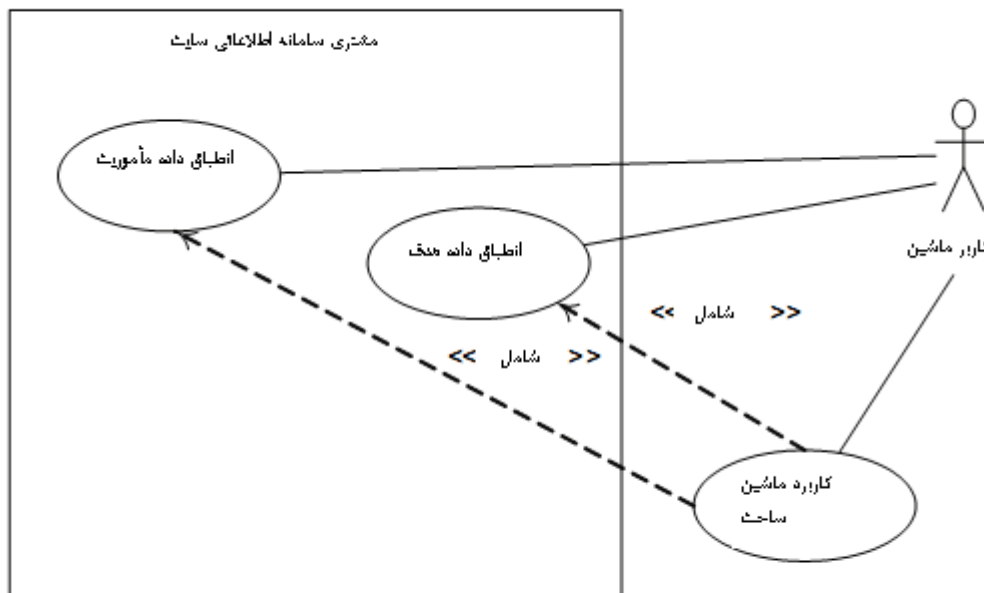 مشتری سامانه اطلاعاتی سایت
انطباق داده مأموریت
انطباق داده هدف
کاربر ماشین
<< شامل >>
<< شامل >>
کاربرد ماشین
ساخت